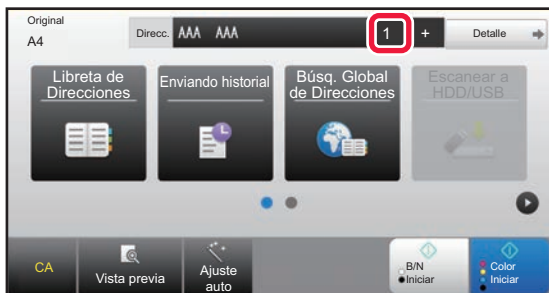 Original
A4
Direcc. AAA AAA 1 + Detalle
Libreta de
Direcciones
Enviando historial
Búsq. Global
de Direcciones
Escanear a
HDD/USB
CA
Vista previa
Ajuste
auto
B/N
Iniciar
Color
Iniciar